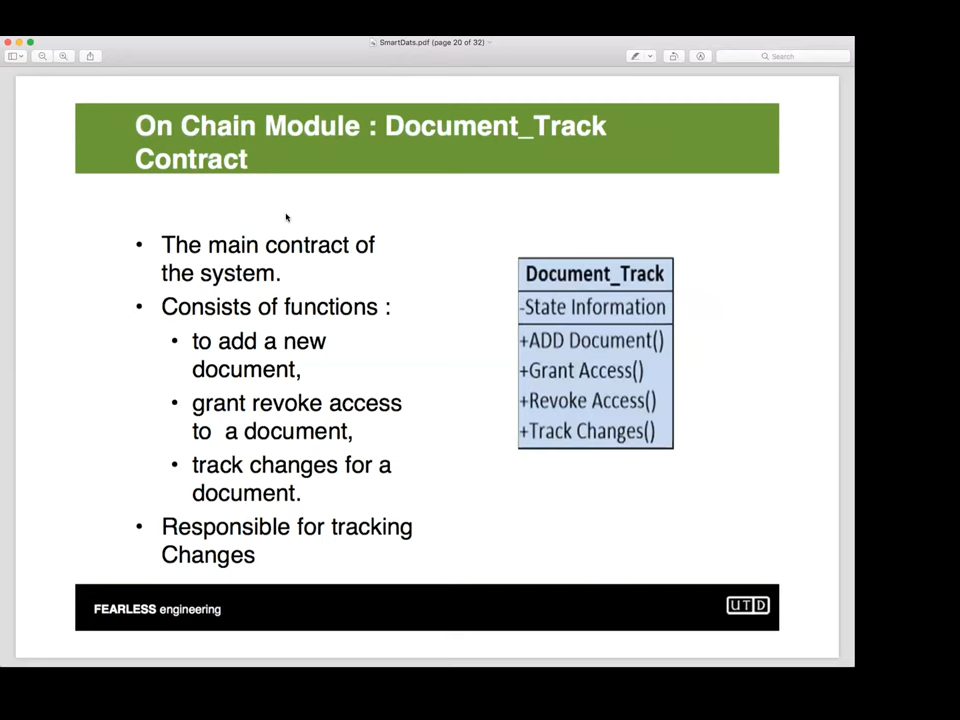 SmartDats.pdf (page 20 of 32)
Search
On Chain Module : Document_Track
Contract
• The main contract of
the system.
• Consists of functions :
• to add a new
document,
• grant revoke access
to a document,
• track changes for a
document.
• Responsible for tracking
Changes
Document_Track
-State Information
+ADD Document()
+Grant Access()
+Revoke Access()
+Track Changes()
FEARLESS engineering
UTD